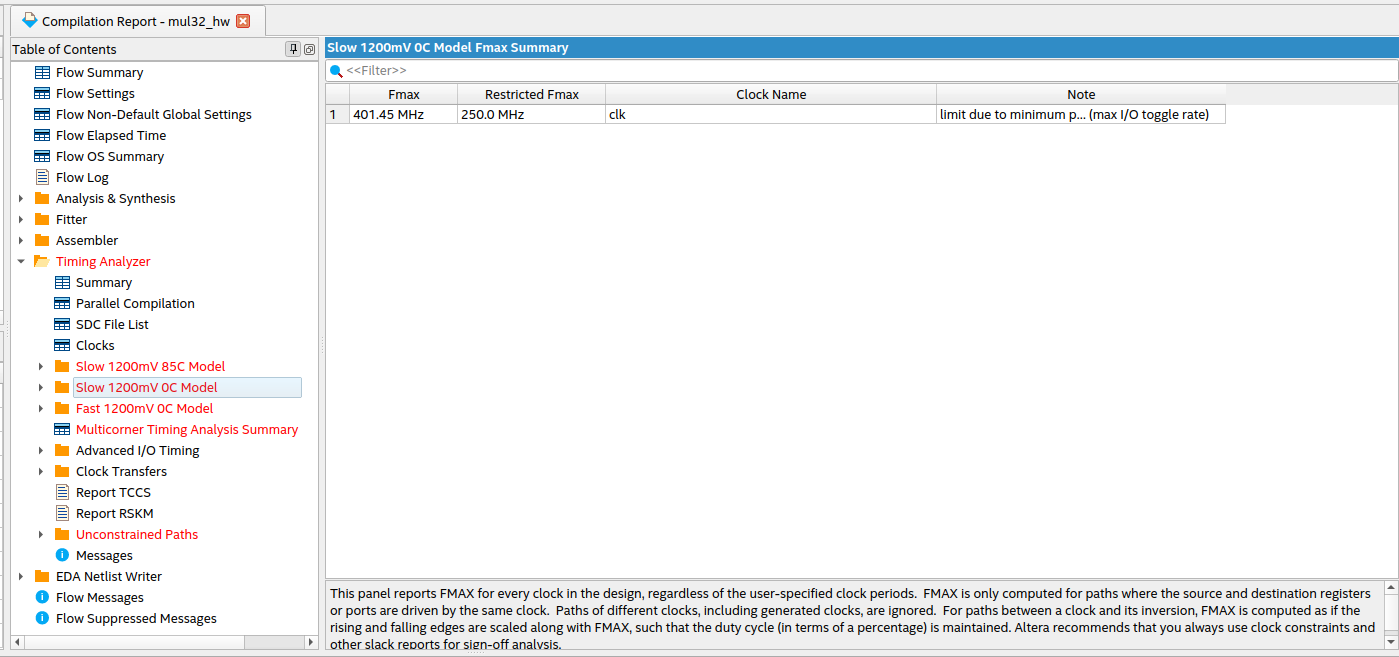 Compilation Report - mul32_hw
Table of Contents
Flow Summary
Flow Settings
Flow Non-Default Global Settings
Flow Elapsed Time
Flow OS Summary
Flow Log
Analysis & Synthesis
Fitter
Assembler
Timing Analyzer
Summary
Parallel Compilation
SDC File List
Clocks
Slow 1200mV 85C Model
Slow 1200mV 0C Model
Fast 1200mV 0C Model
Multicorner Timing Analysis Summary
Advanced I/O Timing
Clock Transfers
Report TCCS
Report RSKM
Unconstrained Paths
Messages
EDA Netlist Writer
Flow Messages
Flow Suppressed Messages
Slow 1200mV 0C Model Fmax Summary
<<Filter>>
Fmax Restricted Fmax Clock Name Note
1 401.45 MHz 250.0 MHz clk limit due to minimum p... (max I/O toggle rate)
This panel reports FMAX for every clock in the design, regardless of the user-specified clock periods.  FMAX is only computed for paths where the source and destination registers
or ports are driven by the same clock.  Paths of different clocks, including generated clocks, are ignored.  For paths between a clock and its inversion, FMAX is computed as if the
rising and falling edges are scaled along with FMAX, such that the duty cycle (in terms of a percentage) is maintained. Altera recommends that you always use clock constraints and
other slack reports for sign-off analysis.